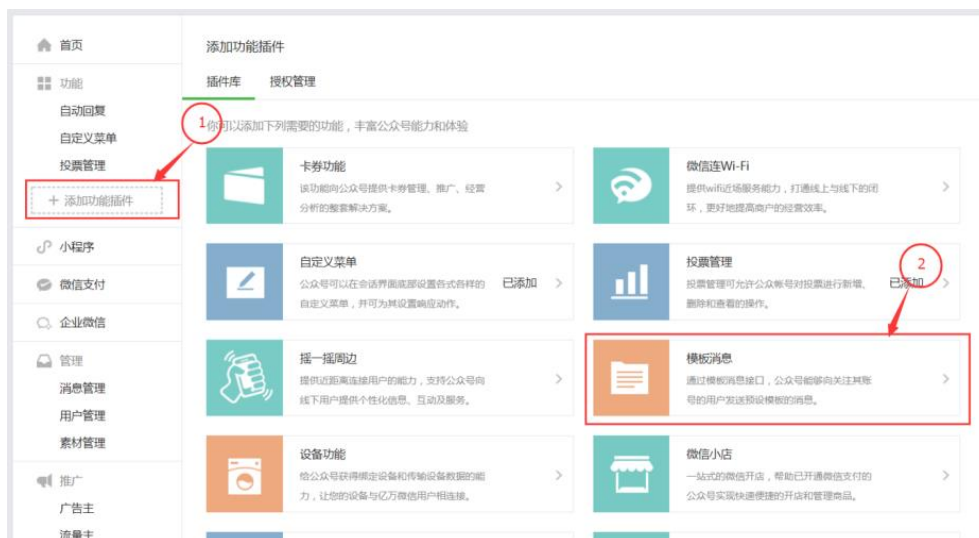 首页
功能
自动回复
自定义菜单
投票管理
+ 添加功能插件
小程序
微信支付
企业微信
管理
消息管理
用户管理
素材管理
推广
广告主
流量主
添加功能插件
插件库 授权管理
1
你可以添加下列需要的功能，丰富公众号能力和体验
卡券功能
该功能向公众号提供卡券管理、推广、经营
分析的整套解决方案。
微信连Wi-Fi
提供wifi近场服务能力，打通线上与线下的闭
环，更好地提高商户的经营效率。
自定义菜单
公众号可以在会话界面底部设置各式各样的
自定义菜单，并可为其设置响应动作。
已添加
投票管理
投票管理可允许公众帐号对投票进行新增、
删除和查看的操作。
已添加
2
摇一摇周边
提供近距离连接用户的能力，支持公众号向
线下用户提供个性化信息、互动及服务。
模板消息
通过模板消息接口，公众号能够向关注其账
号的用户发送预设模板的消息。
设备功能
给公众号获得绑定设备和传输设备数据的能
力，让您的设备与亿万微信用户相连接。
微信小店
一站式的微信开店，帮助已开通微信支付的
公众号实现快速便捷的开店和管理商品。